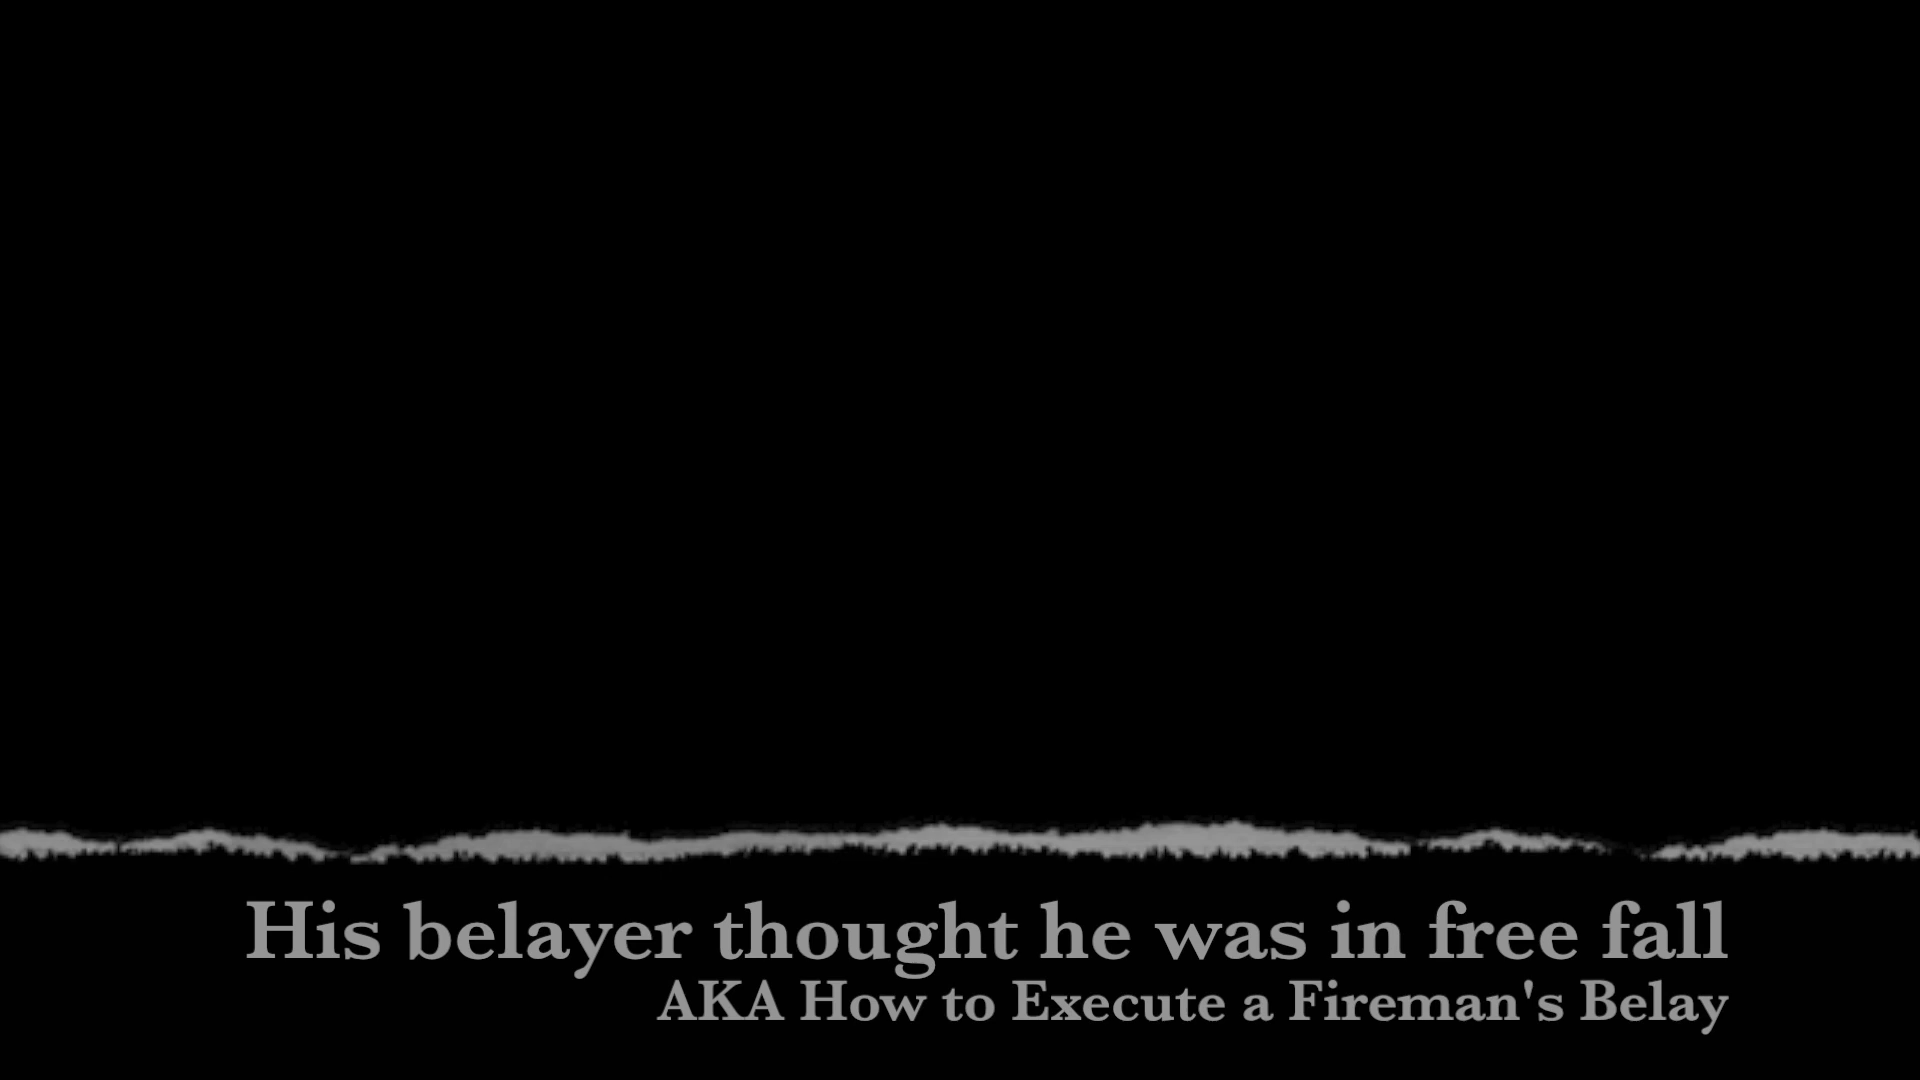 His belayer thought he was in free fall
AKA How to Execute a Fireman's Belay